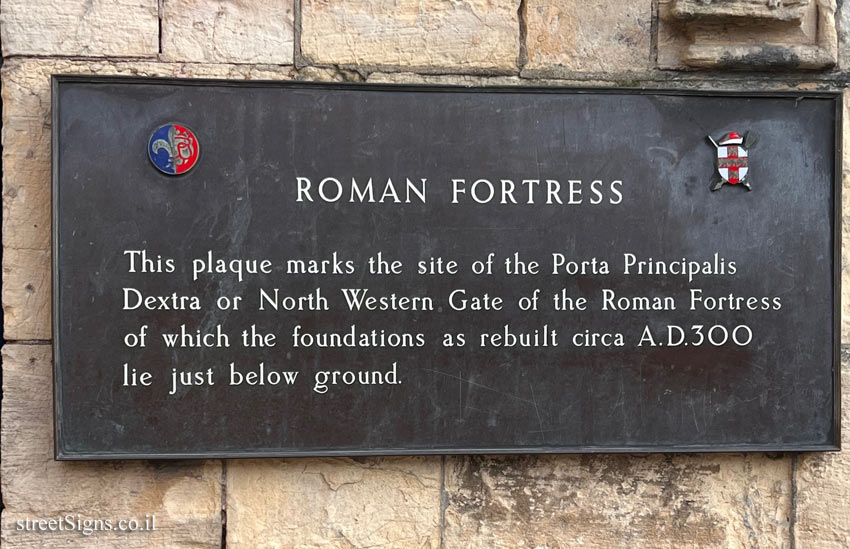 ROMAN FORTRESS
This plaque marks the site of the Porta Principalis
Dextra or North Western Gate of the Roman Fortress
of which the foundations as rebuilt circa A.D.300
lie just below ground.
streetSigns.co.il